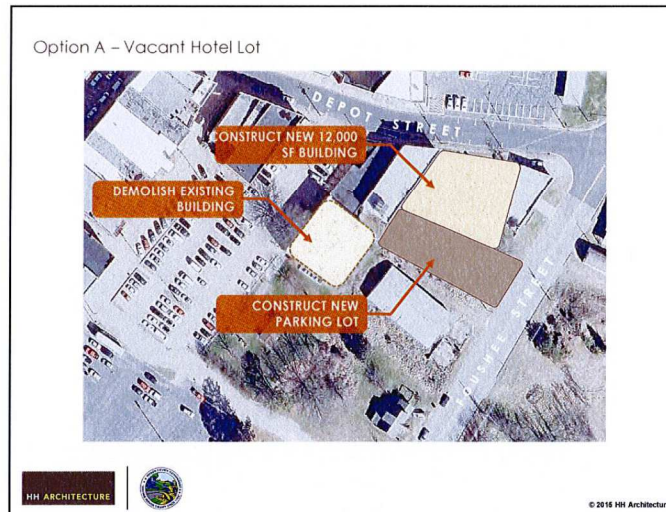 Option A – Vacant Hotel Lot
DEPOT STREET
CONSTRUCT NEW 12,000
SF BUILDING
DEMOLISH EXISTING
BUILDING
CONSTRUCT NEW
PARKING LOT
STREET
HH ARCHITECTURE
© 2016 HH Architecture